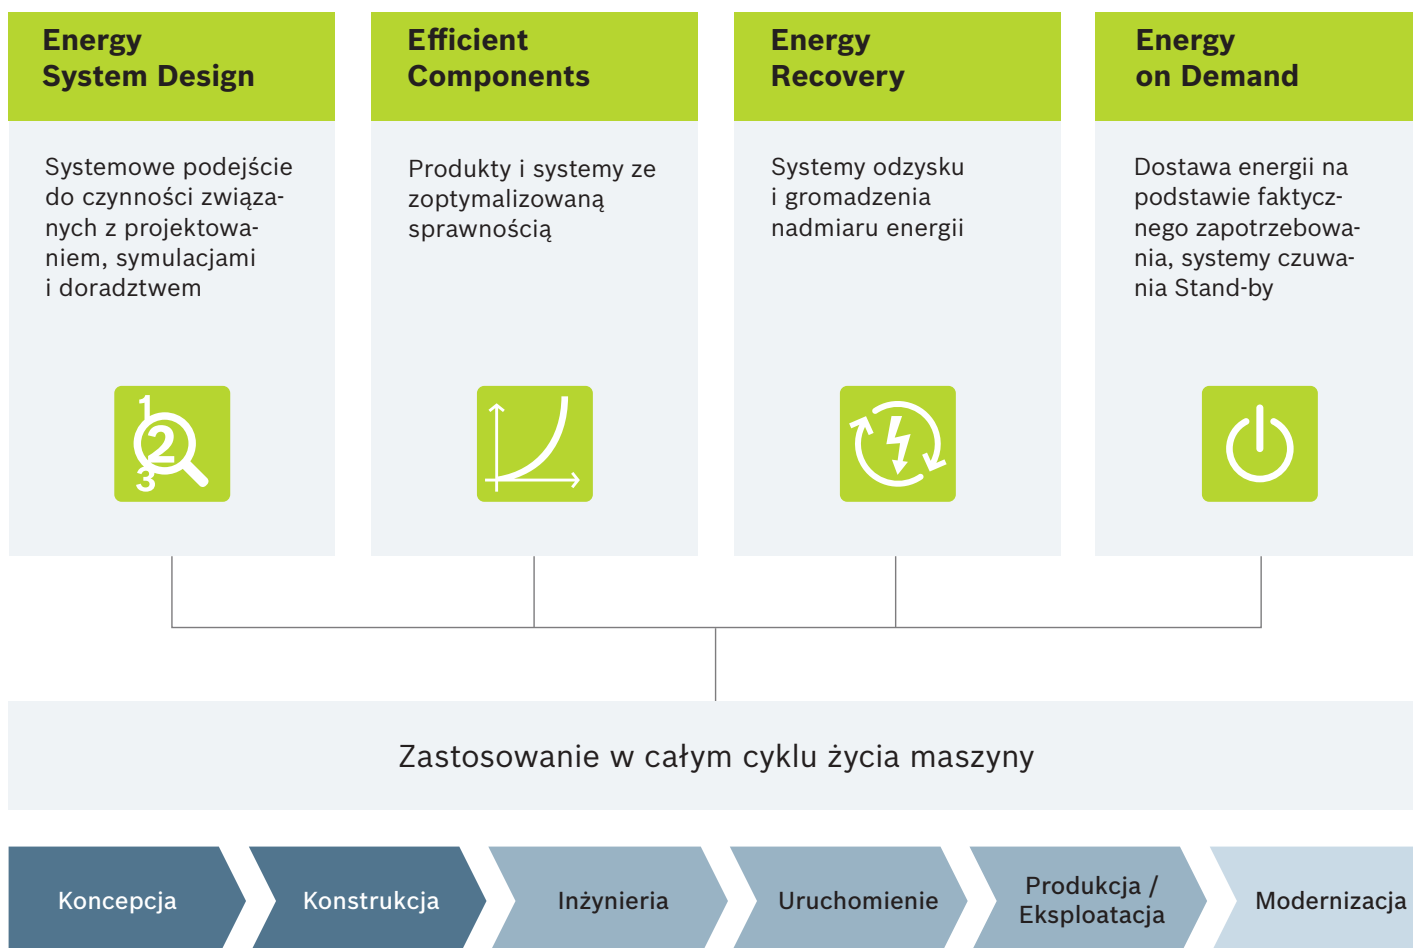 Energy
System Design
Systemowe podejście
do czynności związa-
nych z projektowa-
niem, symulacjami
i doradztwem
1
2
3
Efficient
Components
Produkty i systemy ze
zoptymalizowaną
sprawnością
Energy
Recovery
Systemy odzysku
i gromadzenia
nadmiaru energii
Energy
on Demand
Dostawa energii na
podstawie faktycz-
nego zapotrzebowa-
nia, systemy czuwa-
nia Stand-by
Zastosowanie w całym cyklu życia maszyny
Koncepcja
Konstrukcja
Inżynieria
Uruchomienie
Produkcja /
Eksploatacja
Modernizacja